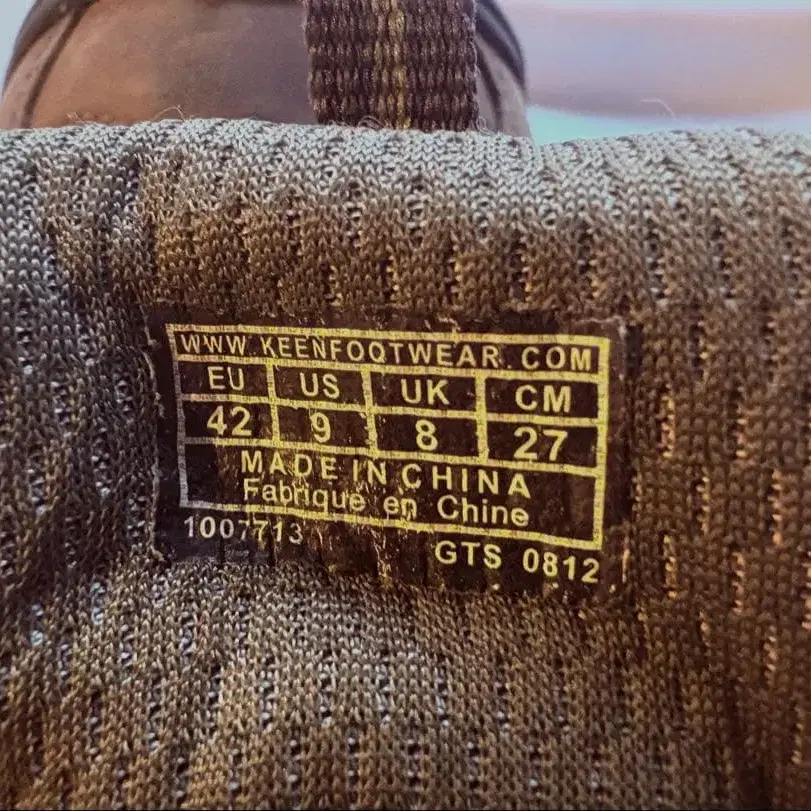 WWW.KEENFOOTWEAR.COM
EU US UK CM
42 9 8 27
MADE IN CHINA
Fabrique en Chine
1007713 GTS 0812